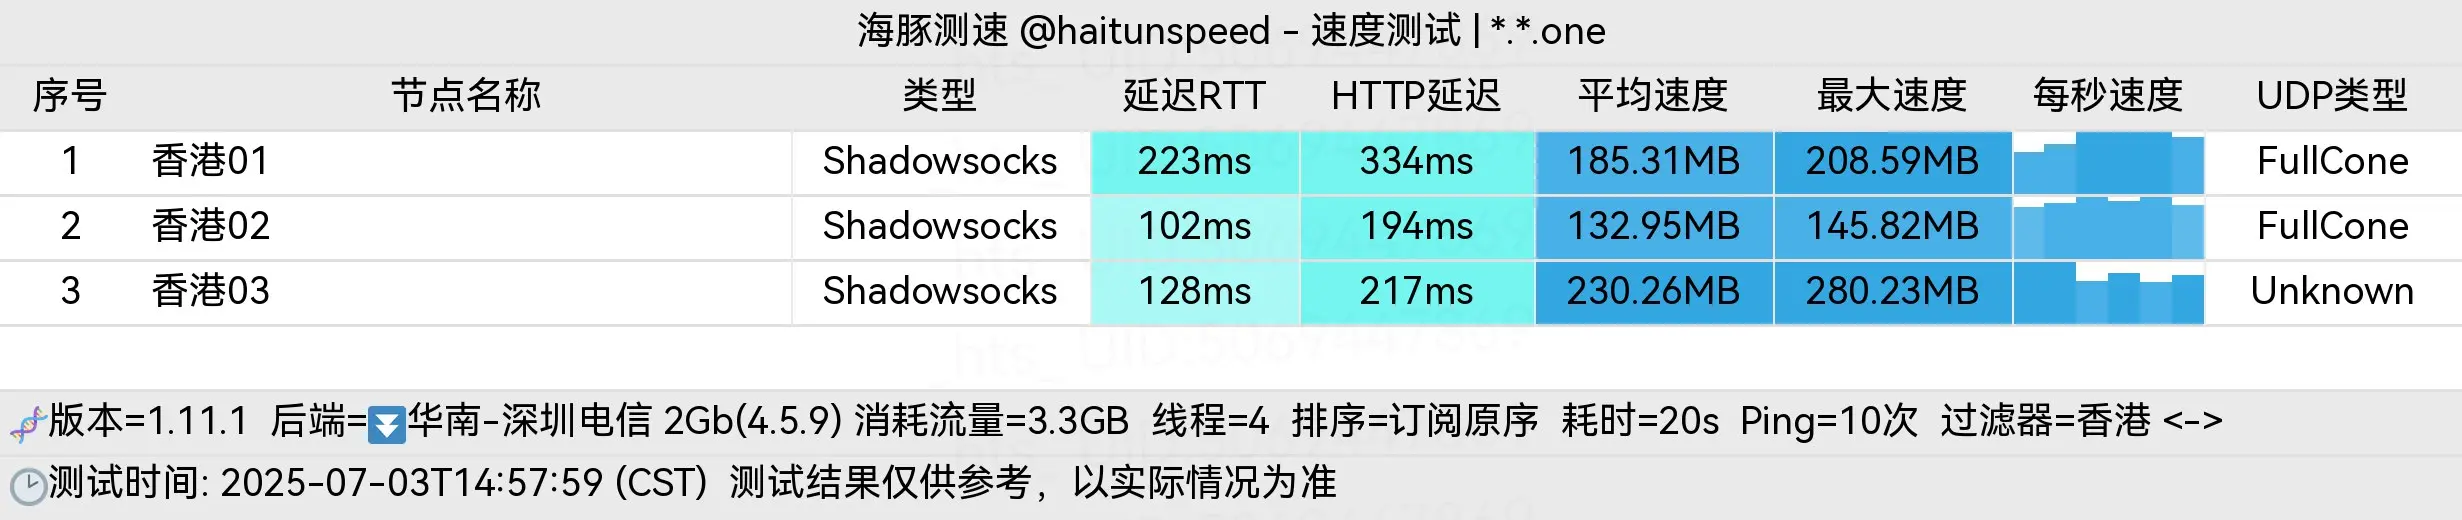 海豚测速 @haitunspeed - 速度测试 | *.*.one
序号 节点名称 类型 延迟RTT HTTP延迟 平均速度 最大速度 每秒速度 UDP类型
1 香港01 Shadowsocks 223ms 334ms 185.31MB 208.59MB FullCone
2 香港02 Shadowsocks 102ms 194ms 132.95MB 145.82MB FullCone
3 香港03 Shadowsocks 128ms 217ms 230.26MB 280.23MB Unknown
版本=1.11.1 后端=⏬华南-深圳电信 2Gb(4.5.9) 消耗流量=3.3GB 线程=4 排序=订阅原序 耗时=20s Ping=10次 过滤器=香港 <->
测试时间: 2025-07-03T14:57:59 (CST) 测试结果仅供参考，以实际情况为准